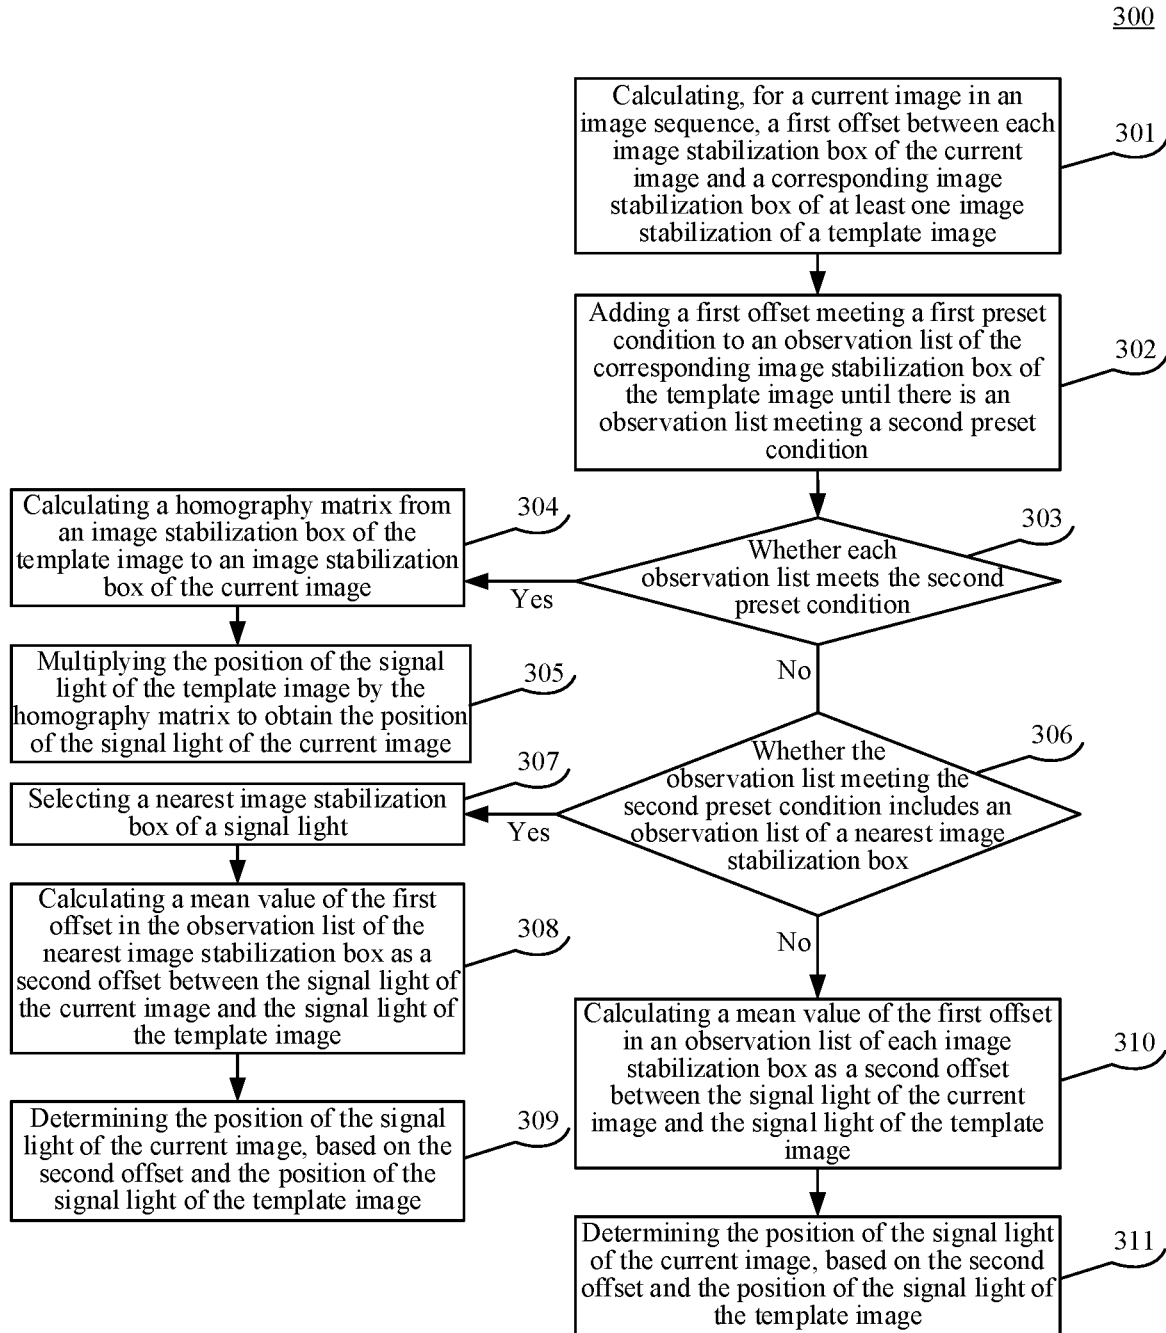 300
Calculating, for a current image in an
image sequence, a first offset between each
image stabilization box of the current
image and a corresponding image
stabilization box of at least one image
stabilization of a template image
301
Adding a first offset meeting a first preset
condition to an observation list of the
corresponding image stabilization box of
the template image until there is an
observation list meeting a second preset
condition
302
Whether each
observation list meets the second
preset condition
303
Yes
No
Calculating a homography matrix from
an image stabilization box of the
template image to an image stabilization
box of the current image
304
Multiplying the position of the signal
light of the template image by the
homography matrix to obtain the position
of the signal light of the current image
305
Whether the
observation list meeting the
second preset condition includes an
observation list of a nearest image
stabilization box
306
Yes
No
Selecting a nearest image stabilization
box of a signal light
307
Calculating a mean value of the first
offset in the observation list of the
nearest image stabilization box as a
second offset between the signal light of
the current image and the signal light of
the template image
308
Determining the position of the signal
light of the current image, based on the
second offset and the position of the
signal light of the template image
309
Calculating a mean value of the first offset
in an observation list of each image
stabilization box as a second offset
between the signal light of the current
image and the signal light of the template
image
310
Determining the position of the signal light
of the current image, based on the second
offset and the position of the signal light of
the template image
311